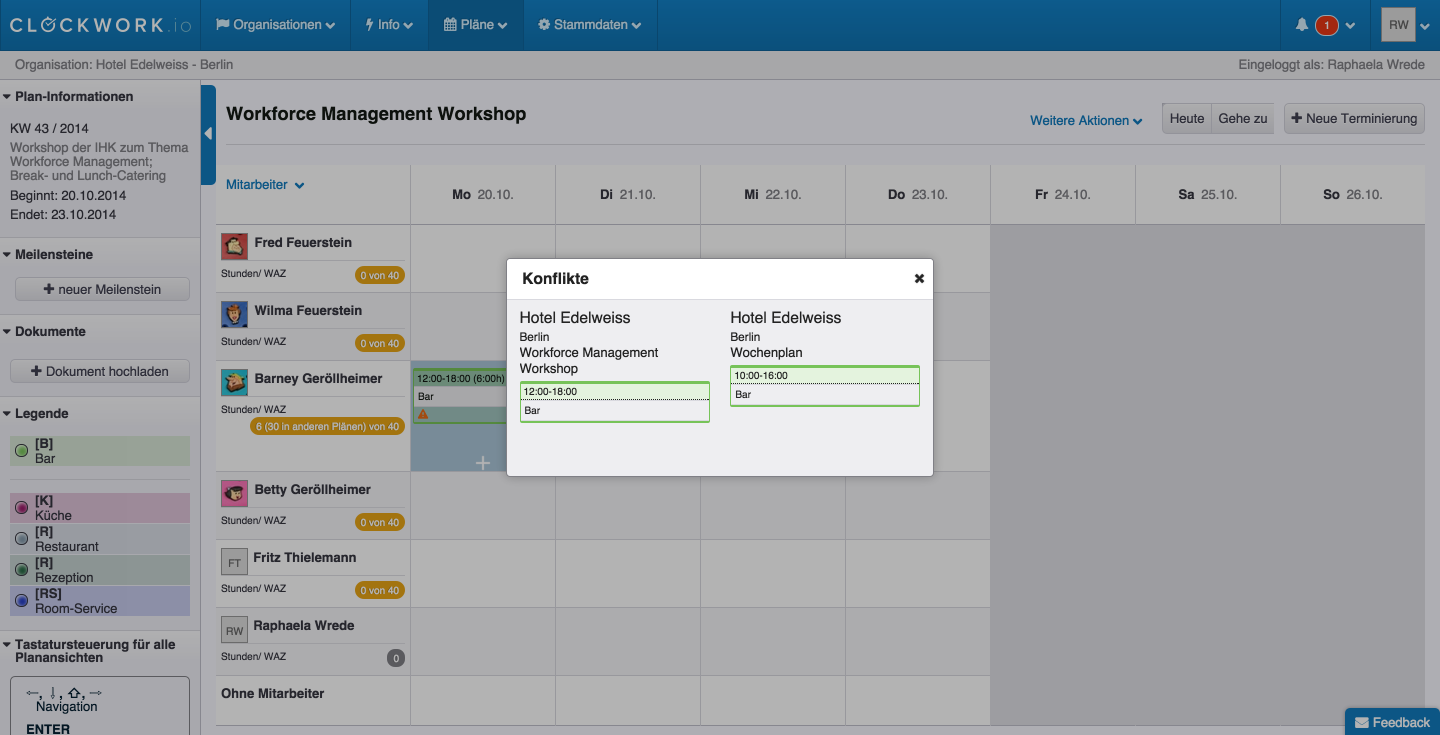 CLOCKWORK.io Organisationen Info Pläne Stammdaten 1 RW
Organisation: Hotel Edelweiss - Berlin
Eingeloggt als: Raphaela Wrede
Plan-Informationen
KW 43 / 2014
Workshop der IHK zum Thema
Workforce Management;
Break- und Lunch-Catering
Beginnt: 20.10.2014
Endet: 23.10.2014
Meilensteine
+ neuer Meilenstein
Dokumente
+ Dokument hochladen
Legende
[B]
Bar
[K]
Küche
[R]
Restaurant
[R]
Rezeption
[RS]
Room-Service
Tastatursteuerung für alle
Planansichten
←, ↓, ⇧, →
Navigation
ENTER
Workforce Management Workshop
Weitere Aktionen
Heute
Gehe zu
+ Neue Terminierung
Mitarbeiter
Mo 20.10.
Di 21.10.
Mi 22.10.
Do 23.10.
Fr 24.10.
Sa 25.10.
So 26.10.
Fred Feuerstein
Stunden/ WAZ
0 von 40
Wilma Feuerstein
Stunden/ WAZ
0 von 40
Barney Geröllheimer
Stunden/ WAZ
6 (30 in anderen Plänen) von 40
12:00-18:00 (6:00h)
Bar
+
Betty Geröllheimer
Stunden/ WAZ
0 von 40
FT
Fritz Thielemann
Stunden/ WAZ
0 von 40
RW
Raphaela Wrede
Stunden/ WAZ
0
Ohne Mitarbeiter
Konflikte
Hotel Edelweiss
Berlin
Workforce Management
Workshop
12:00-18:00
Bar
Hotel Edelweiss
Berlin
Wochenplan
10:00-16:00
Bar
Feedback